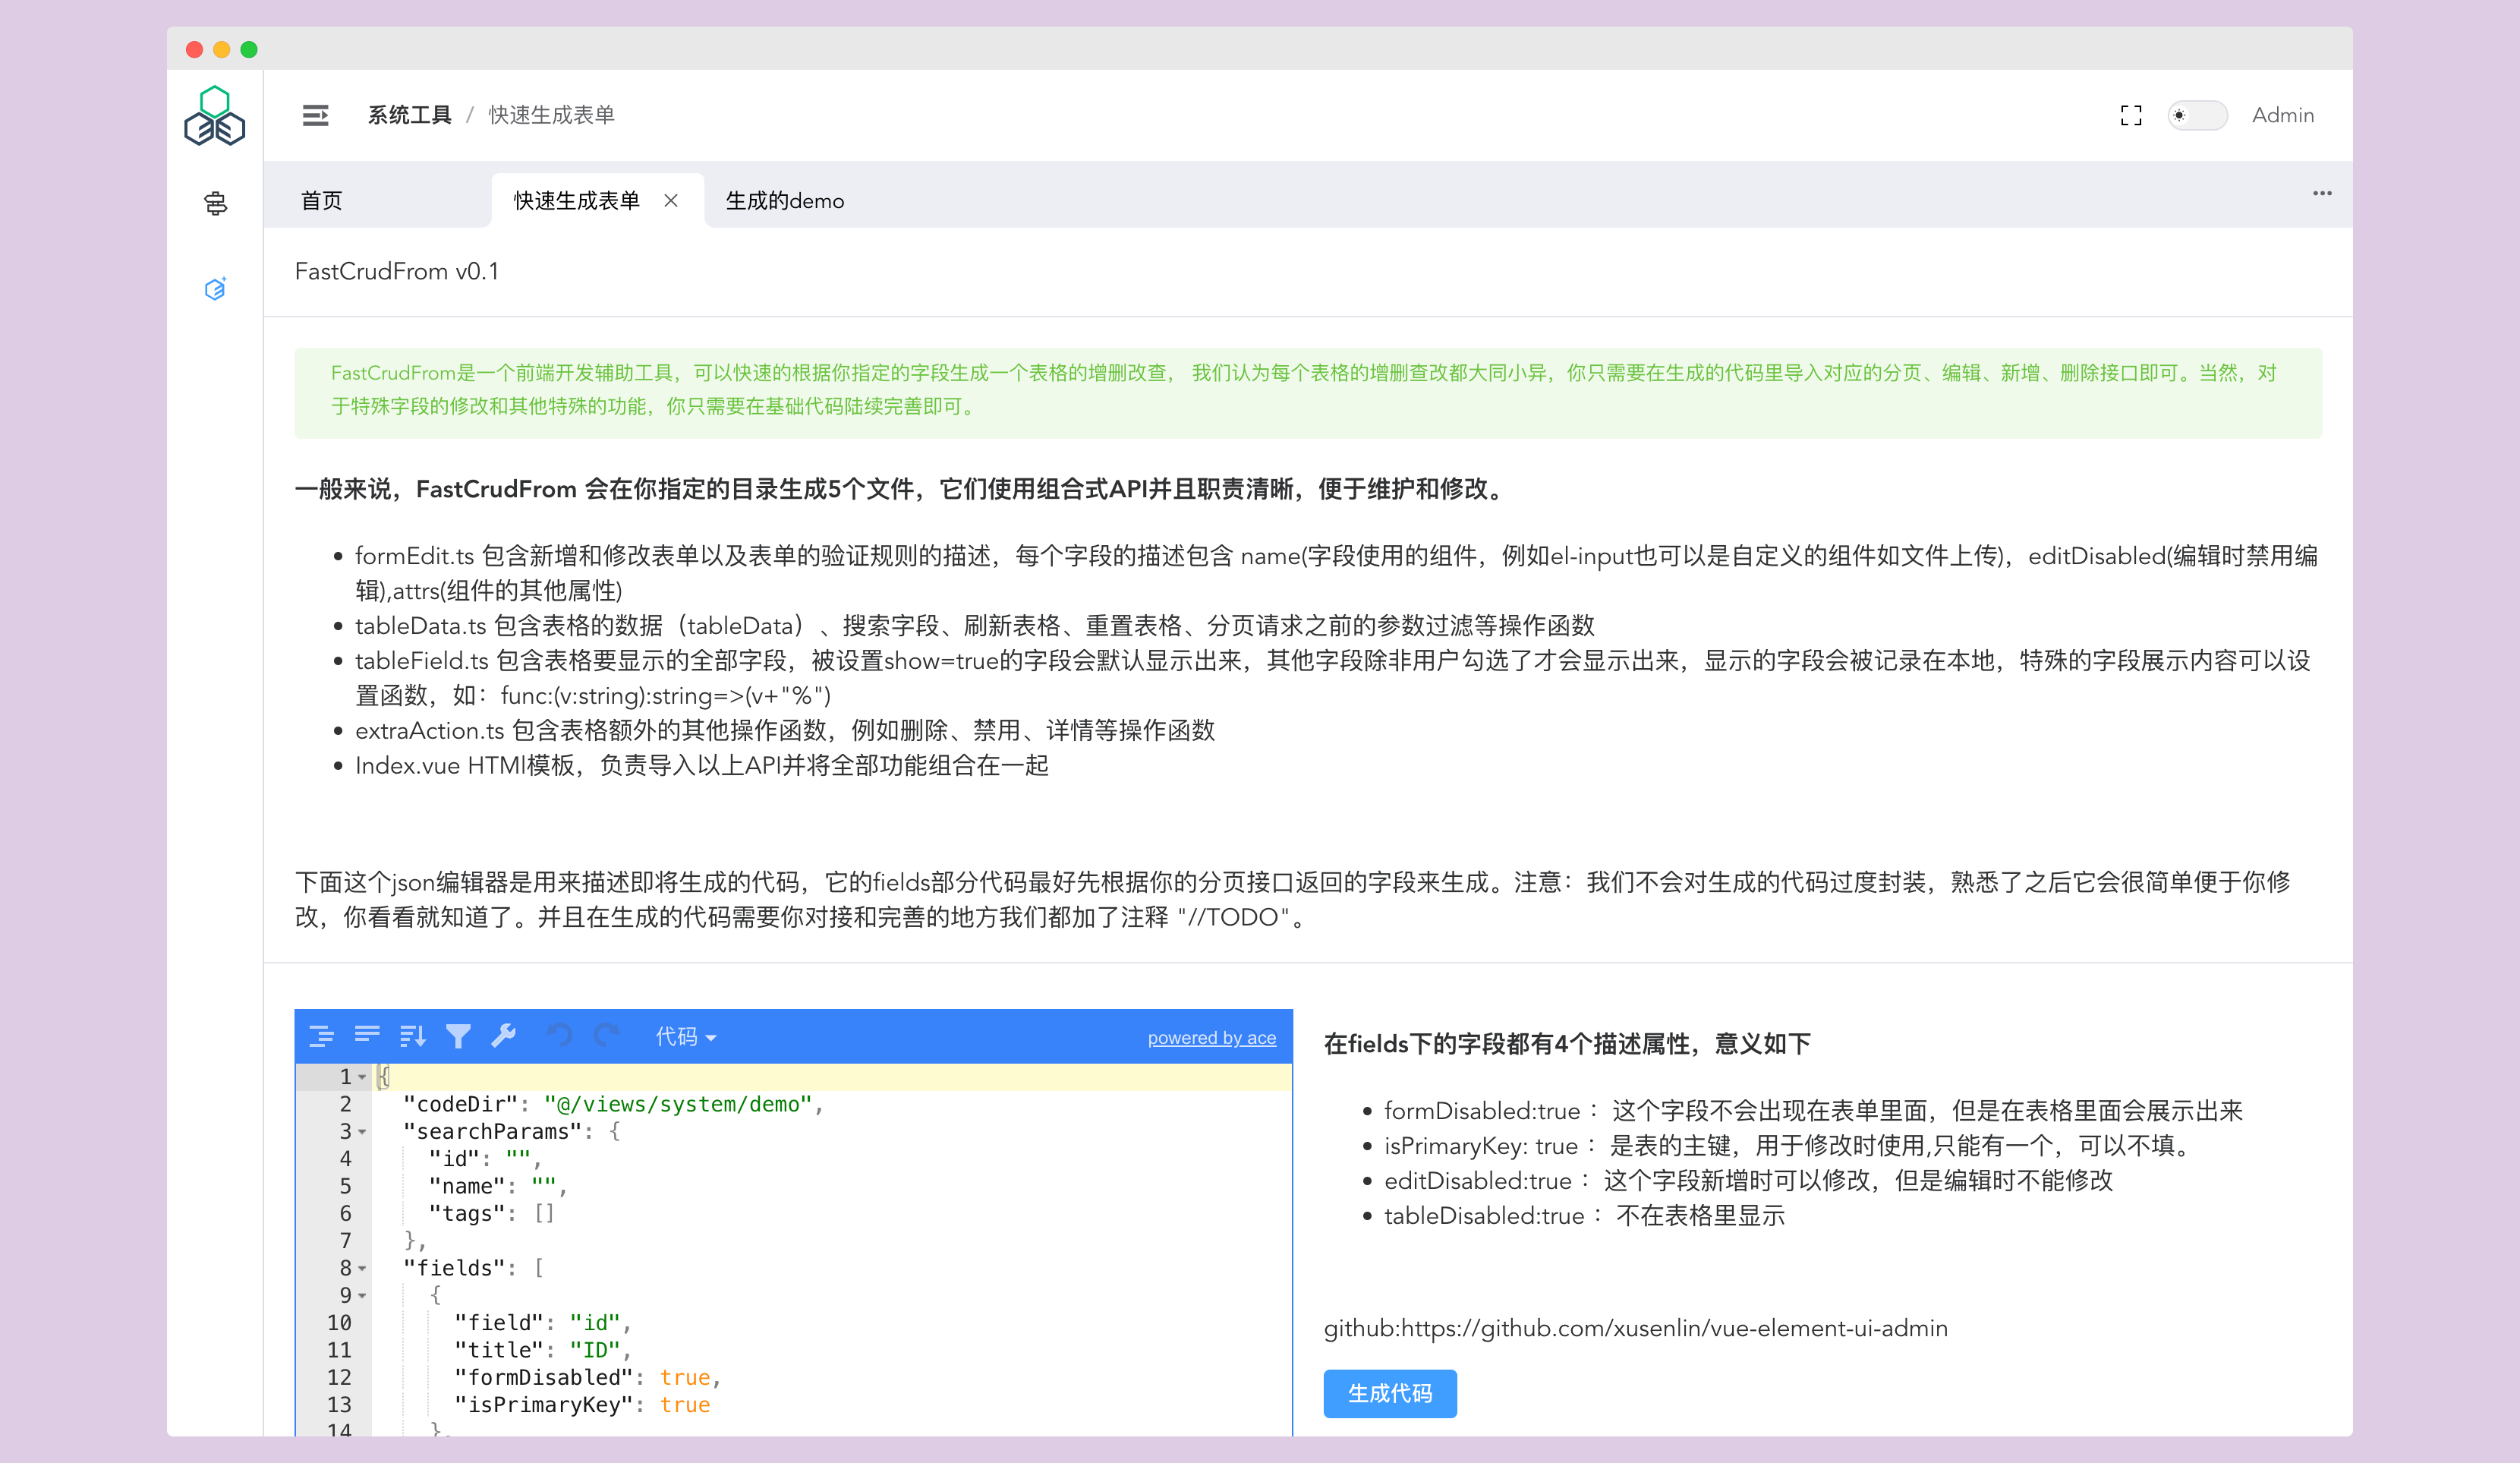 系统工具 / 快速生成表单
Admin
首页
快速生成表单
生成的demo
FastCrudFrom v0.1
FastCrudFrom是一个前端开发辅助工具，可以快速的根据你指定的字段生成一个表格的增删改查， 我们认为每个表格的增删查改都大同小异，你只需要在生成的代码里导入对应的分页、编辑、新增、删除接口即可。当然，对
于特殊字段的修改和其他特殊的功能，你只需要在基础代码陆续完善即可。
一般来说，FastCrudFrom 会在你指定的目录生成5个文件，它们使用组合式API并且职责清晰，便于维护和修改。
formEdit.ts 包含新增和修改表单以及表单的验证规则的描述，每个字段的描述包含 name(字段使用的组件，例如el-input也可以是自定义的组件如文件上传)，editDisabled(编辑时禁用编
辑),attrs(组件的其他属性)
tableData.ts 包含表格的数据（tableData）、搜索字段、刷新表格、重置表格、分页请求之前的参数过滤等操作函数
tableField.ts 包含表格要显示的全部字段，被设置show=true的字段会默认显示出来，其他字段除非用户勾选了才会显示出来，显示的字段会被记录在本地，特殊的字段展示内容可以设
置函数，如：func:(v:string):string=>(v+"%")
extraAction.ts 包含表格额外的其他操作函数，例如删除、禁用、详情等操作函数
Index.vue HTMl模板，负责导入以上API并将全部功能组合在一起
下面这个json编辑器是用来描述即将生成的代码，它的fields部分代码最好先根据你的分页接口返回的字段来生成。注意：我们不会对生成的代码过度封装，熟悉了之后它会很简单便于你修
改，你看看就知道了。并且在生成的代码需要你对接和完善的地方我们都加了注释 "//TODO"。
代码
powered by ace
1 {
2 "codeDir": "@/views/system/demo",
3 "searchParams": {
4 "id": "",
5 "name": "",
6 "tags": []
7 },
8 "fields": [
9 {
10 "field": "id",
11 "title": "ID",
12 "formDisabled": true,
13 "isPrimaryKey": true
14 },
在fields下的字段都有4个描述属性，意义如下
formDisabled:true： 这个字段不会出现在表单里面，但是在表格里面会展示出来
isPrimaryKey: true： 是表的主键，用于修改时使用,只能有一个，可以不填。
editDisabled:true： 这个字段新增时可以修改，但是编辑时不能修改
tableDisabled:true： 不在表格里显示
github:https://github.com/xusenlin/vue-element-ui-admin
生成代码